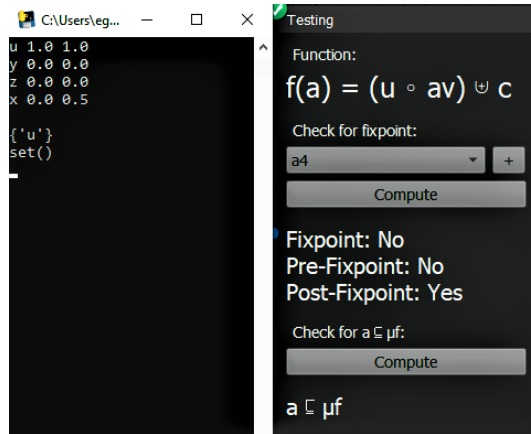 C:\Users\eg...
u 1.0 1.0
y 0.0 0.0
z 0.0 0.0
x 0.0 0.5
{'u'}
set()
Testing
Function:
f(a) = (u ∘ av) ⊌ c
Check for fixpoint:
a4
+
Compute
Fixpoint: No
Pre-Fixpoint: No
Post-Fixpoint: Yes
Check for a ⊑ μf:
Compute
a ⊑ μf